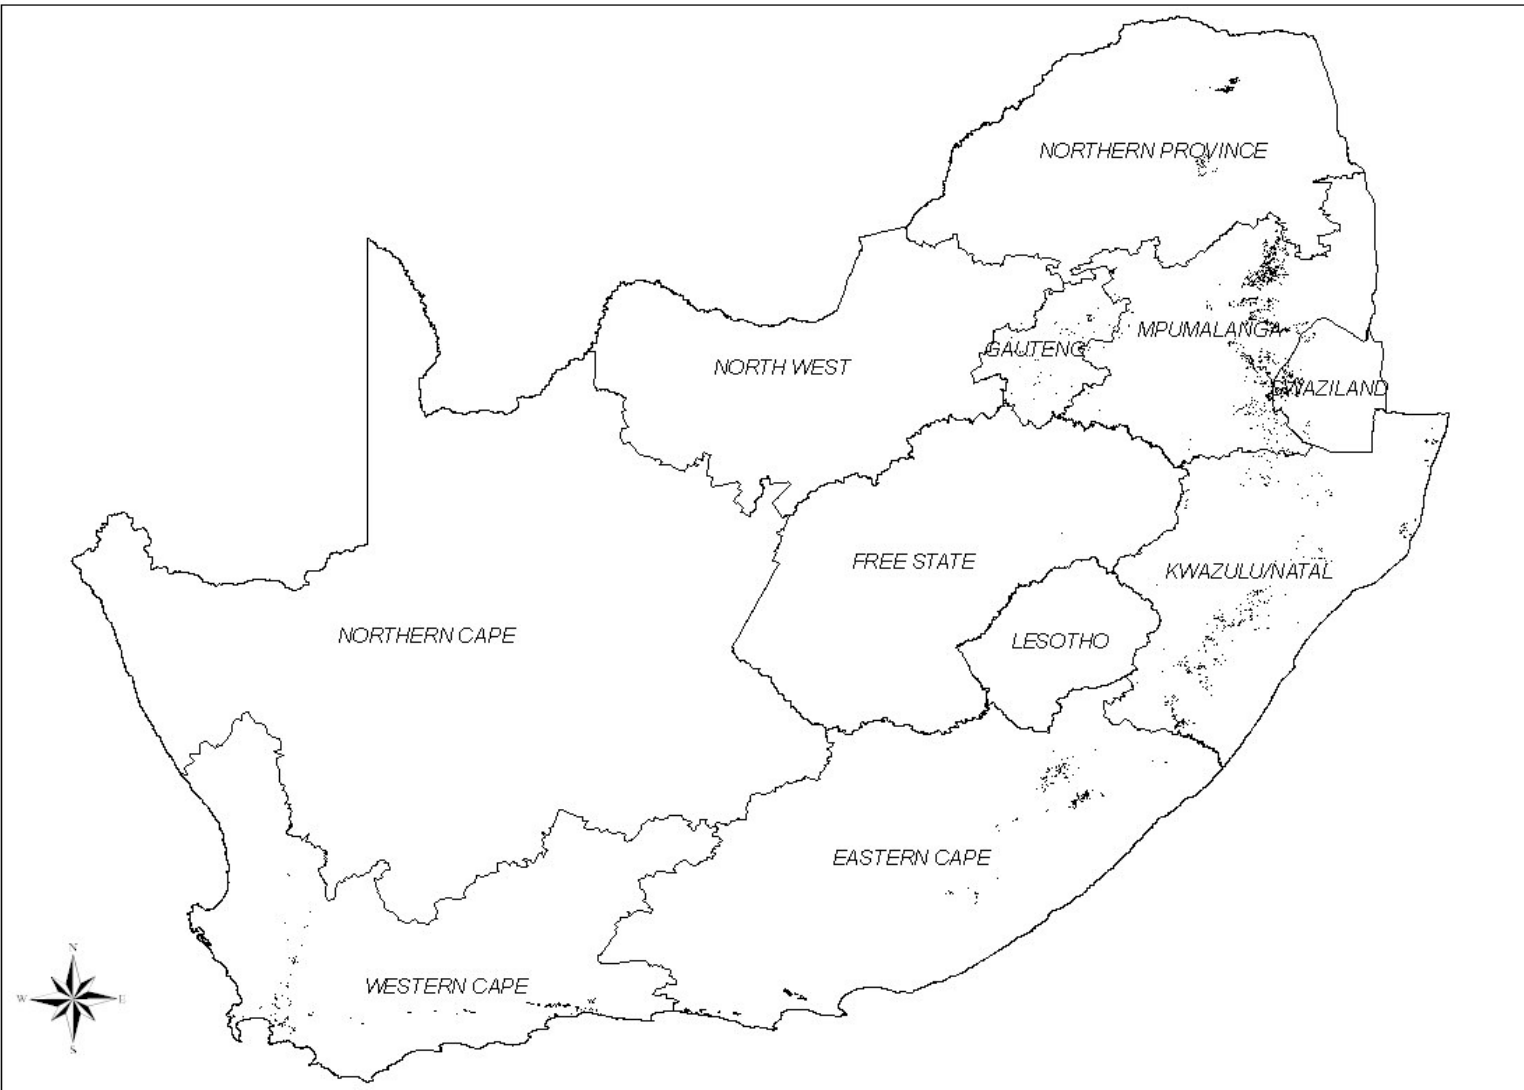 NORTHERN PROVINCE
MPUMALANGA
GAUTENG
NORTH WEST
SWAZILAND
FREE STATE
KWAZULU/NATAL
NORTHERN CAPE
LESOTHO
EASTERN CAPE
WESTERN CAPE
N
W E
S